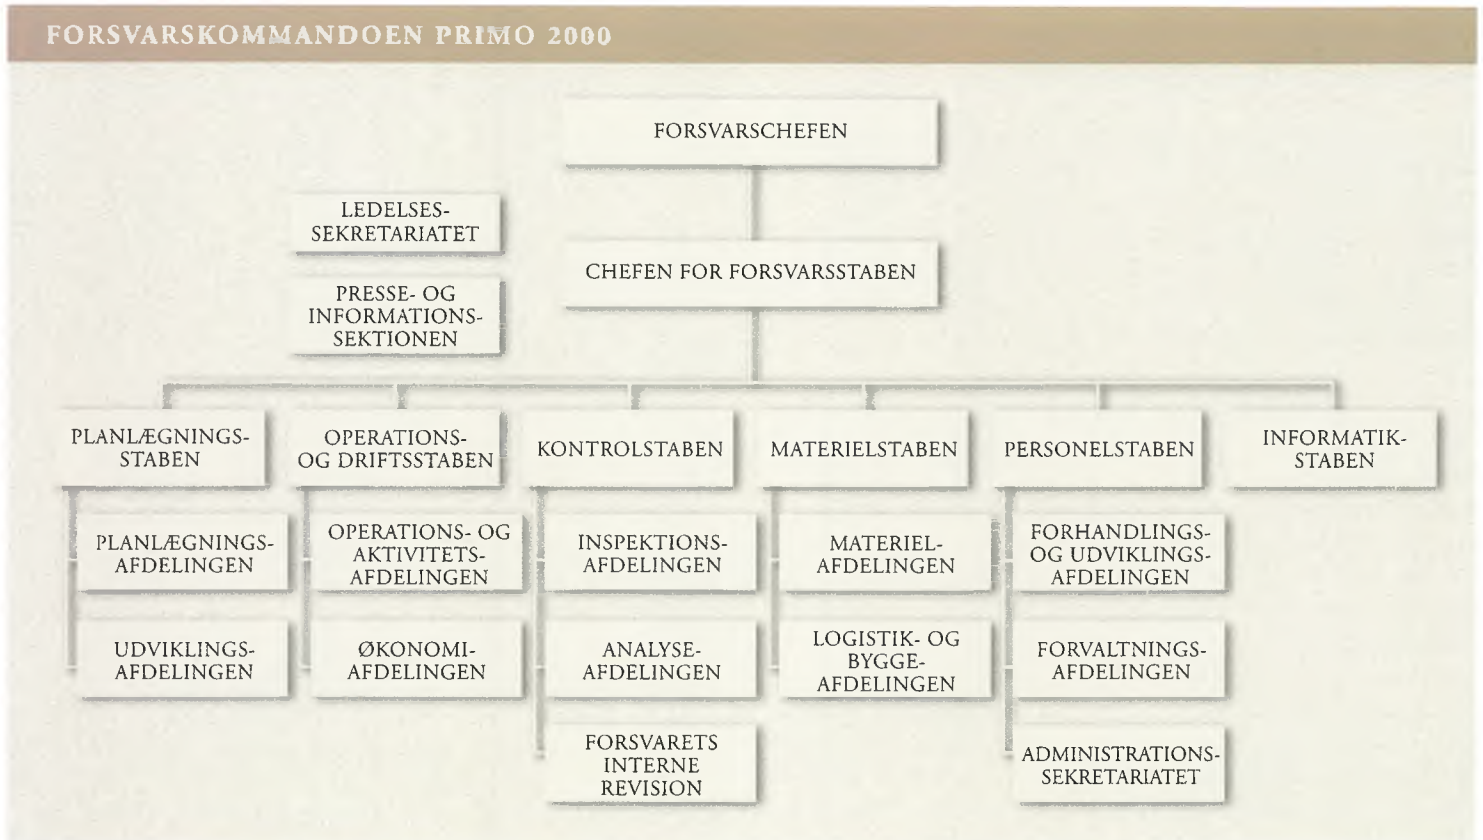 FORSVARSKOMMANDOEN PRIMO 2000
FORSVARSCHEFEN
LEDELSES-
SEKRETARIATET
CHEFEN FOR FORSVARSSTABEN
PRESSE- OG
INFORMATIONS-
SEKTIONEN
PLANLÆGNINGS-
STABEN
OPERATIONS-
OG DRIFTSSTABEN
KONTROLSTABEN
MATERIELSTABEN
PERSONELSTABEN
INFORMATIK-
STABEN
PLANLÆGNINGS-
AFDELINGEN
OPERATIONS- OG
AKTIVITETS-
AFDELINGEN
INSPEKTIONS-
AFDELINGEN
MATERIEL-
AFDELINGEN
FORHANDLINGS-
OG UDVIKLINGS-
AFDELINGEN
UDVIKLINGS-
AFDELINGEN
ØKONOMI-
AFDELINGEN
ANALYSE-
AFDELINGEN
LOGISTIK- OG
BYGGE-
AFDELINGEN
FORVALTNINGS-
AFDELINGEN
FORSVARETS
INTERNE
REVISION
ADMINISTRATIONS-
SEKRETARIATET